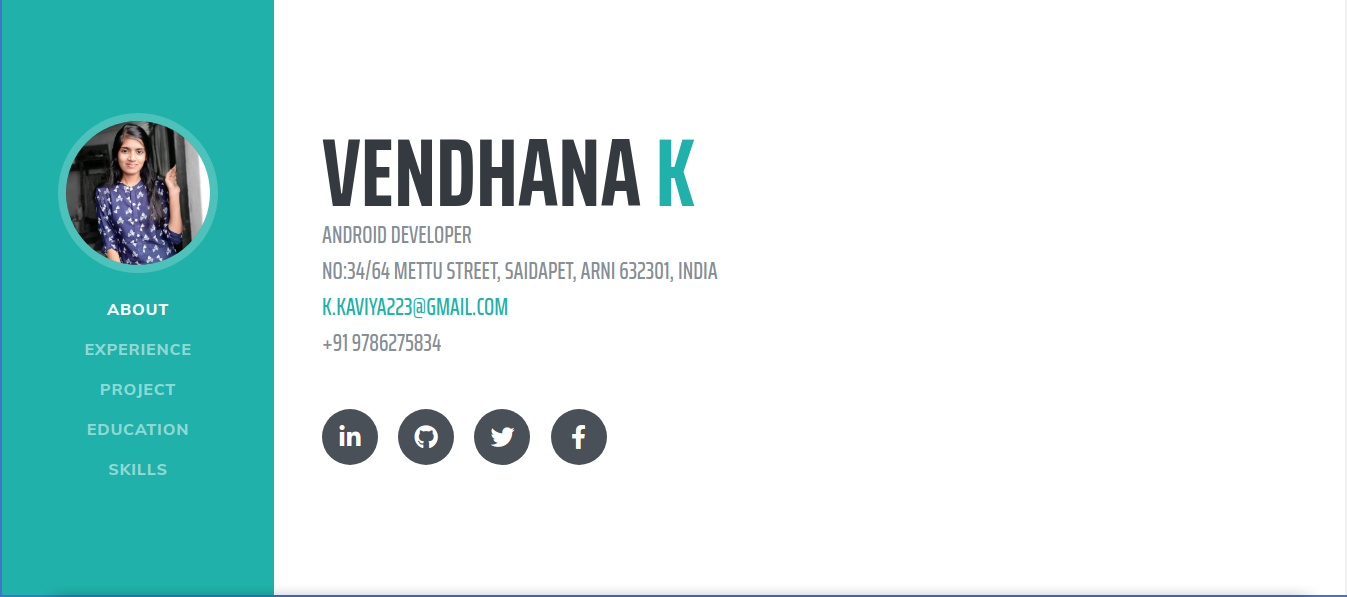 ABOUT
EXPERIENCE
PROJECT
EDUCATION
SKILLS
VENDHANA K
ANDROID DEVELOPER
NO:34/64 METTU STREET, SAIDAPET, ARNI 632301, INDIA
K.KAVIYA223@GMAIL.COM
+91 9786275834
in
f